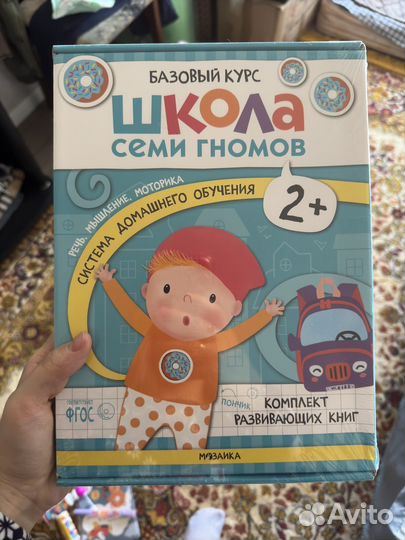 БАЗОВЫЙ КУРС
ШКОЛА
СЕМИ ГНОМОВ
РЕЧЬ, МЫШЛЕНИЕ, МОТОРИКА
СИСТЕМА ДОМАШНЕГО ОБУЧЕНИЯ
2+
ФГОС
ПОНЧИК
КОМПЛЕКТ
РАЗВИВАЮЩИХ КНИГ
МОЗАИКА
Avito